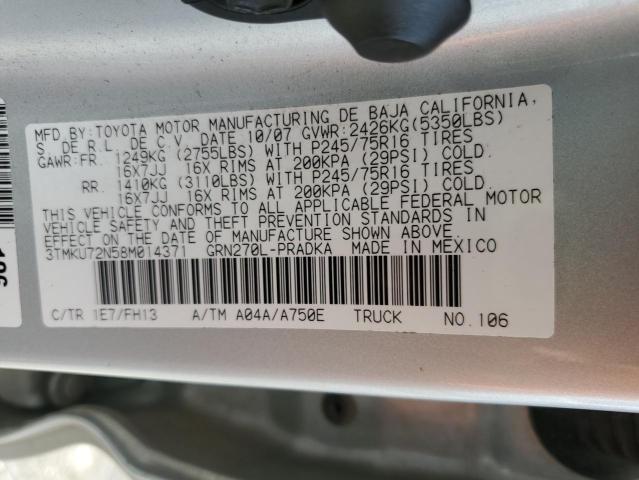 MFD.BY:TOYOTA MOTOR MANUFACTURING DE BAJA CALIFORNIA,
S. DE R.L. DE C.V. DATE 10/07 GVWR:2426KG(5350LBS)
GAWR:FR. 1249KG (2755LBS) WITH P245/75R16 TIRES
16X7JJ 16X RIMS AT 200KPA (29PSI) COLD.
RR. 1410KG (3110LBS) WITH P245/75R16 TIRES
16X7JJ 16X RIMS AT 200KPA (29PSI) COLD.
THIS VEHICLE CONFORMS TO ALL APPLICABLE FEDERAL MOTOR
VEHICLE SAFETY AND THEFT PREVENTION STANDARDS IN
EFFECT ON THE DATE OF MANUFACTURE SHOWN ABOVE.
3TMKU72N58M014371 GRN270L-PRADKA MADE IN MEXICO
C/TR 1E7/FH13 A/TM A04A/A750E TRUCK NO.106
106